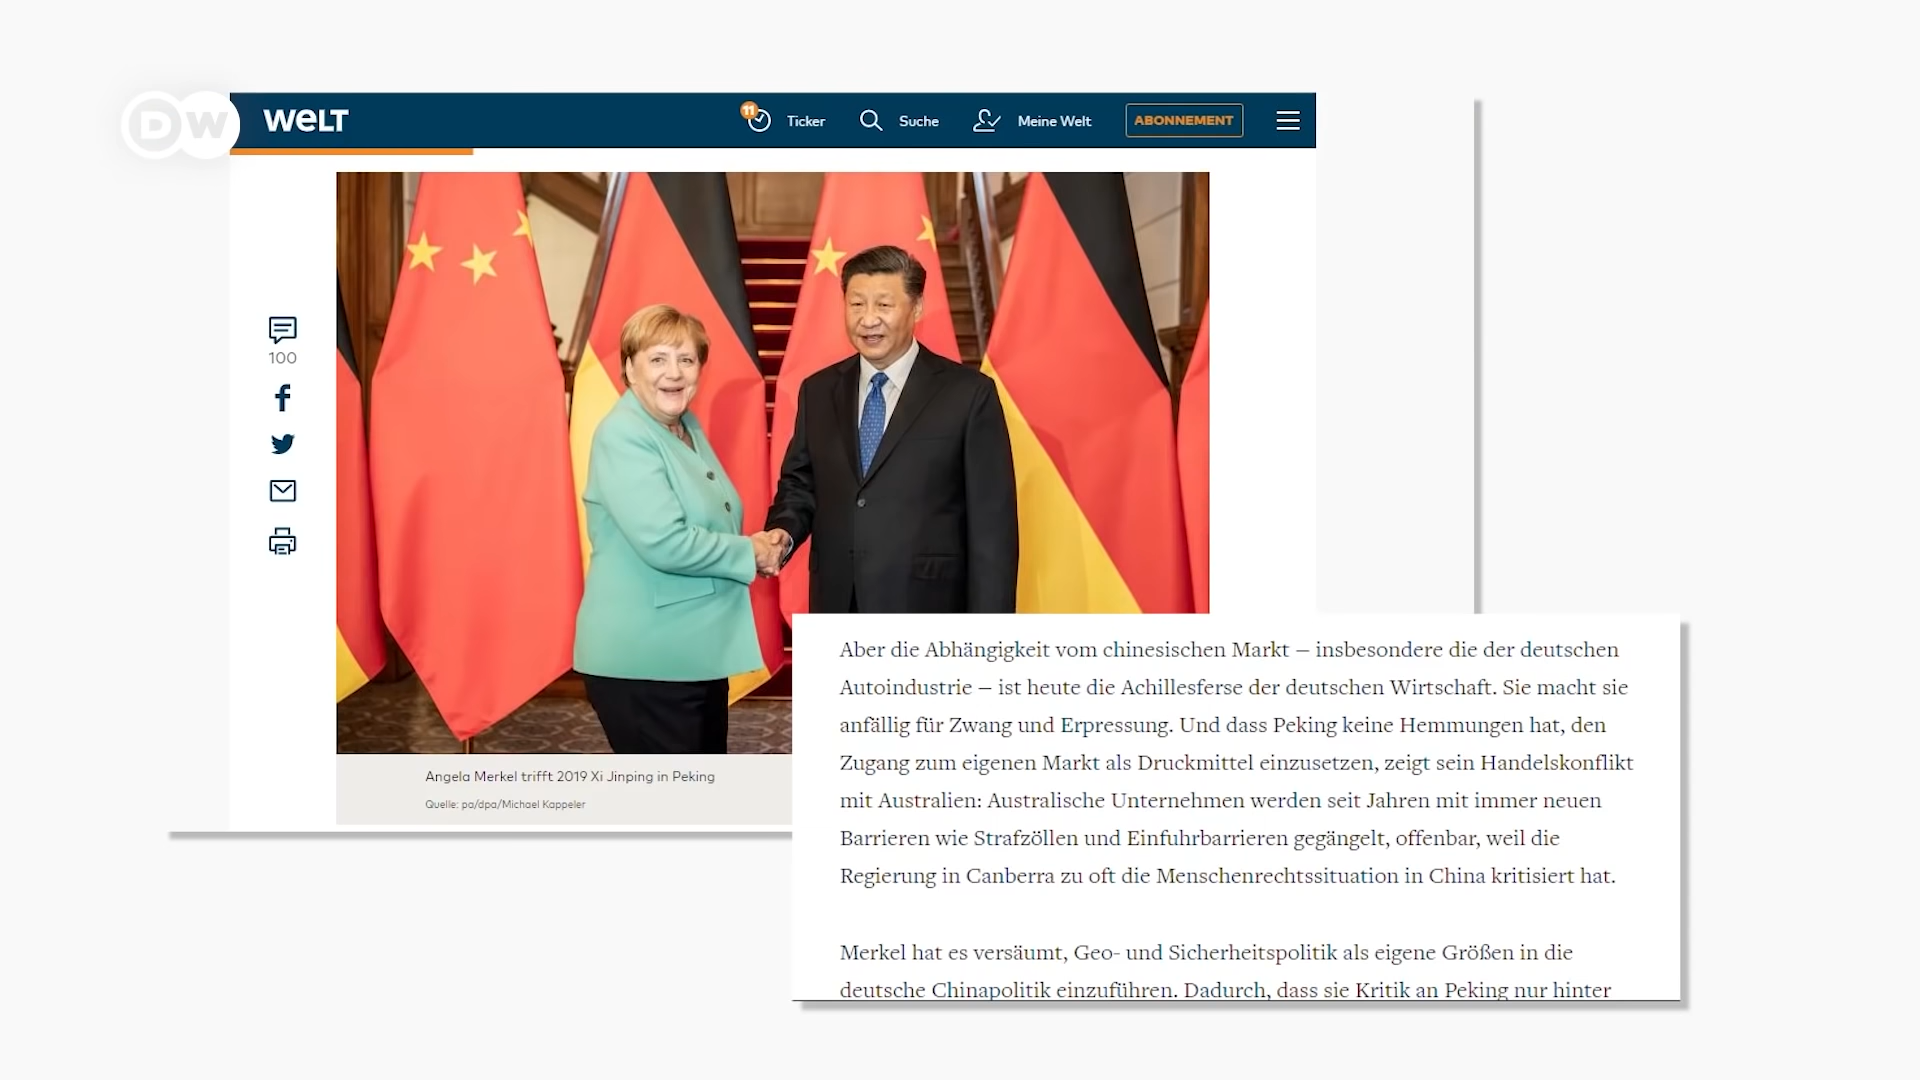 DW
WELT
11
Ticker
Suche
Meine Welt
ABONNEMENT
100
Angela Merkel trifft 2019 Xi Jinping in Peking
Quelle: pa/dpa/Michael Kappeler
Aber die Abhängigkeit vom chinesischen Markt – insbesondere die der deutschen
Autoindustrie – ist heute die Achillesferse der deutschen Wirtschaft. Sie macht sie
anfällig für Zwang und Erpressung. Und dass Peking keine Hemmungen hat, den
Zugang zum eigenen Markt als Druckmittel einzusetzen, zeigt sein Handelskonflikt
mit Australien: Australische Unternehmen werden seit Jahren mit immer neuen
Barrieren wie Strafzöllen und Einfuhrbarrieren gegängelt, offenbar, weil die
Regierung in Canberra zu oft die Menschenrechtssituation in China kritisiert hat.
Merkel hat es versäumt, Geo- und Sicherheitspolitik als eigene Größen in die
deutsche Chinapolitik einzuführen. Dadurch, dass sie Kritik an Peking nur hinter